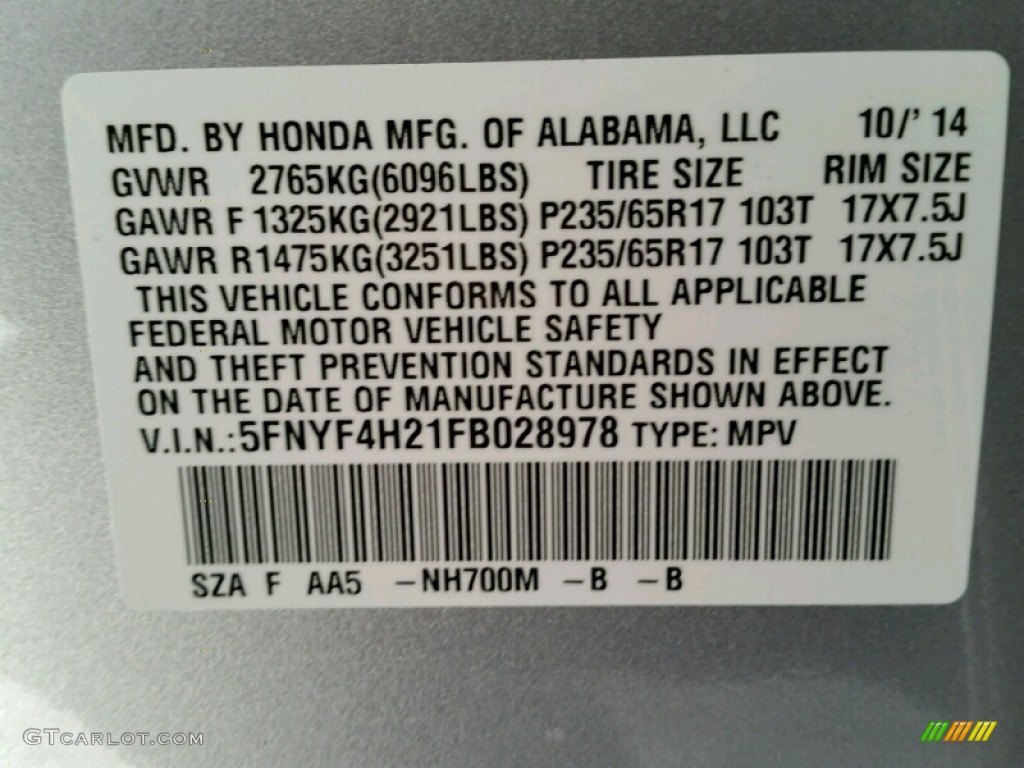 MFD. BY HONDA MFG. OF ALABAMA, LLC 10/' 14
GVWR 2765KG(6096LBS) TIRE SIZE RIM SIZE
GAWR F 1325KG(2921LBS) P235/65R17 103T 17X7.5J
GAWR R1475KG(3251LBS) P235/65R17 103T 17X7.5J
THIS VEHICLE CONFORMS TO ALL APPLICABLE
FEDERAL MOTOR VEHICLE SAFETY
AND THEFT PREVENTION STANDARDS IN EFFECT
ON THE DATE OF MANUFACTURE SHOWN ABOVE.
V.I.N.:5FNYF4H21FB028978 TYPE: MPV
SZA F AA5 –NH700M –B –B
GTCARLOT.COM